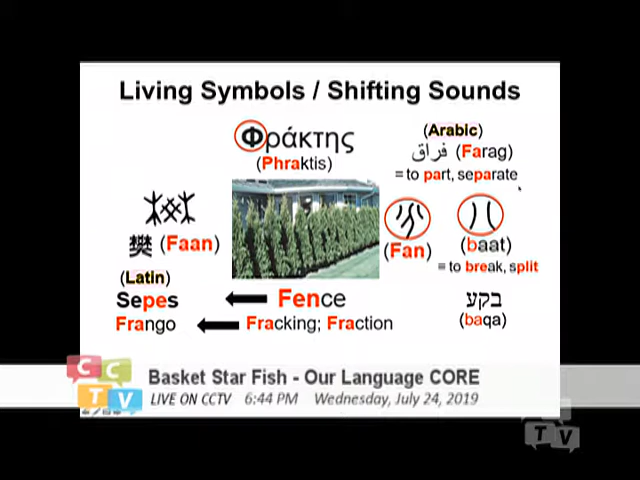 Living Symbols / Shifting Sounds
Φράκτης
(Phraktis)
(Arabic)
فراق (Farag)
= to part, separate
樊 (Faan)
(Fan)
(baat)
= to break, split
(Latin)
Sepes
Fence
בקע
(baqa)
Frango
Fracking; Fraction
CCTV
Basket Star Fish - Our Language CORE
LIVE ON CCTV 6:44 PM Wednesday, July 24, 2019
TV